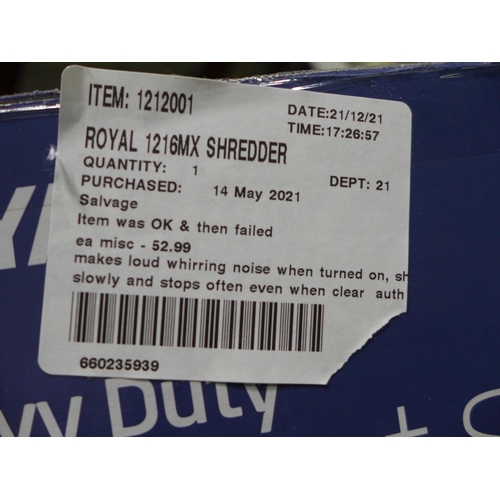 ITEM: 1212001
DATE:21/12/21
TIME:17:26:57
ROYAL 1216MX SHREDDER
QUANTITY: 1
DEPT: 21
PURCHASED: 14 May 2021
Salvage
Item was OK & then failed
ea misc - 52.99
makes loud whirring noise when turned on, sh
slowly and stops often even when clear auth
660235939
Duty